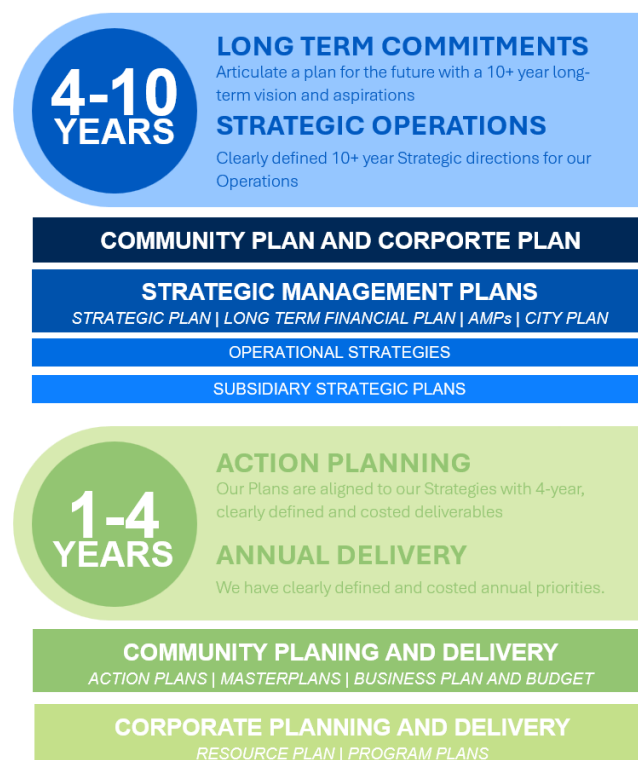 4-10
YEARS
LONG TERM COMMITMENTS
Articulate a plan for the future with a 10+ year long-
term vision and aspirations
STRATEGIC OPERATIONS
Clearly defined 10+ year Strategic directions for our
Operations
COMMUNITY PLAN AND CORPORTE PLAN
STRATEGIC MANAGEMENT PLANS
STRATEGIC PLAN | LONG TERM FINANCIAL PLAN | AMPs | CITY PLAN
OPERATIONAL STRATEGIES
SUBSIDIARY STRATEGIC PLANS
1-4
YEARS
ACTION PLANNING
Our Plans are aligned to our Strategies with 4-year,
clearly defined and costed deliverables
ANNUAL DELIVERY
We have clearly defined and costed annual priorities.
COMMUNITY PLANING AND DELIVERY
ACTION PLANS | MASTERPLANS | BUSINESS PLAN AND BUDGET
CORPORATE PLANNING AND DELIVERY
RESOURCE PLAN | PROGRAM PLANS